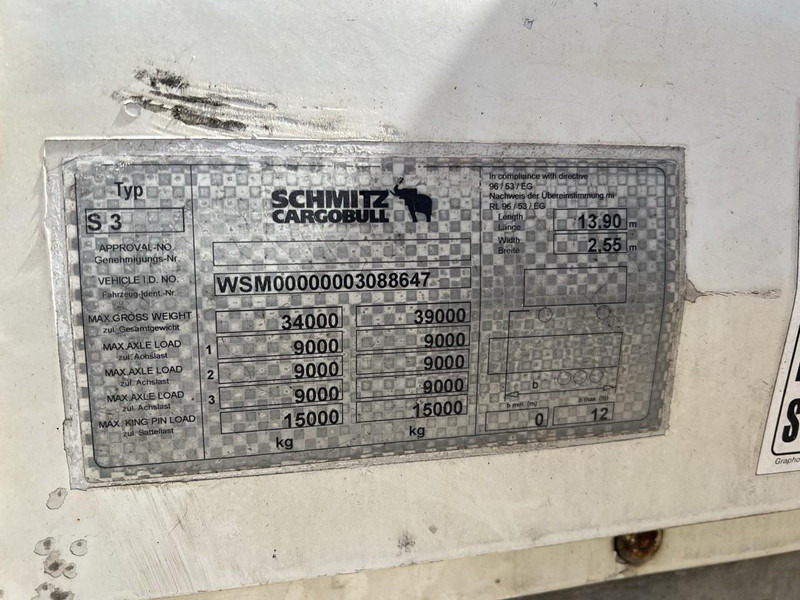 Typ
S 3
SCHMITZ
CARGOBULL
APPROVAL-NO.
Genehmigungs-Nr.
VEHICLE I.D. NO.
Fahrzeug-Ident.-Nr.
WSM00000003088647
MAX.GROSS WEIGHT
zul. Gesamtgewicht
34000 39000
MAX.AXLE LOAD
zul. Achslast
1 9000 9000
MAX.AXLE LOAD
zul. Achslast
2 9000 9000
MAX.AXLE LOAD
zul. Achslast
3 9000 9000
MAX. KING PIN LOAD
zul. Sattellast
15000 15000
kg kg
In compliance with directive
96 / 53 / EG
Nachweis der Übereinstimmung mi
RL 96 / 53 / EG
Length
Länge
13.90 m
Width
Breite
2.55 m
b
b min. (m)
0 12
S
Grapho